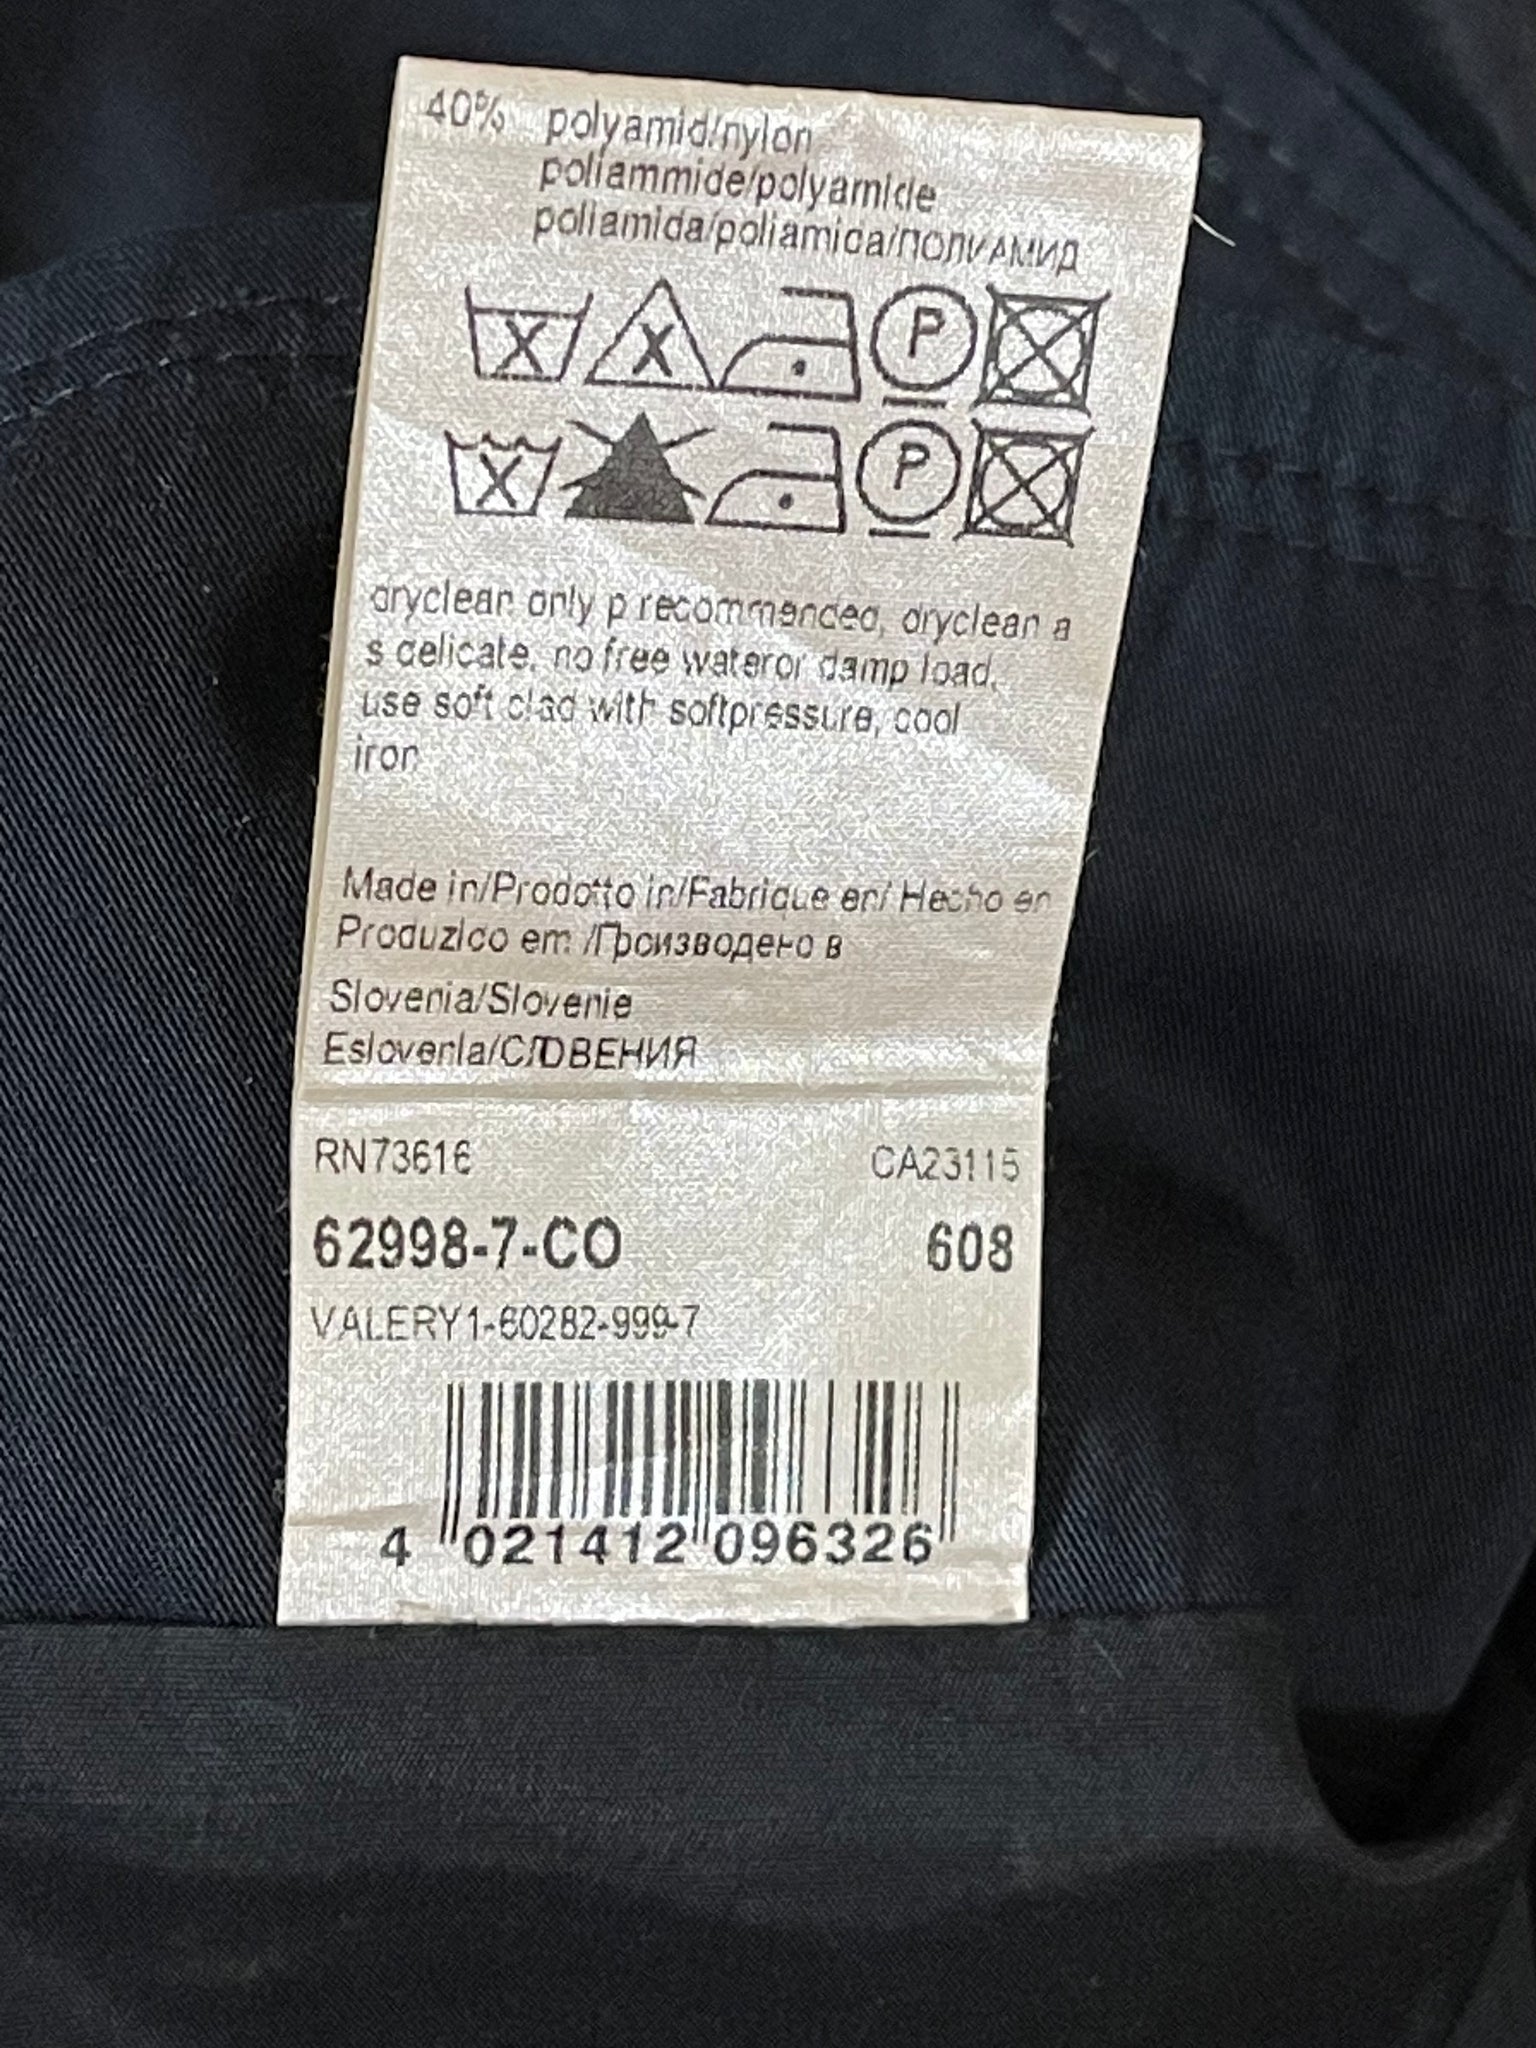 40% polyamid/nylon
poliammide/polyamide
poliamida/poliamida/ПОЛИАМИД
X X P
X P
dryclean only p recommended, dryclean a
s delicate, no free wateror damp load,
use soft clad with softpressure, cool
iron
Made in/Prodotto in/Fabrique en/ Hecho en
Produzido em /Произведено в
Slovenia/Slovenie
Eslovenia/СЛОВЕНИЯ
RN73616 CA23115
62998-7-CO 608
VALERY1-60282-999-7
4 021412 096326